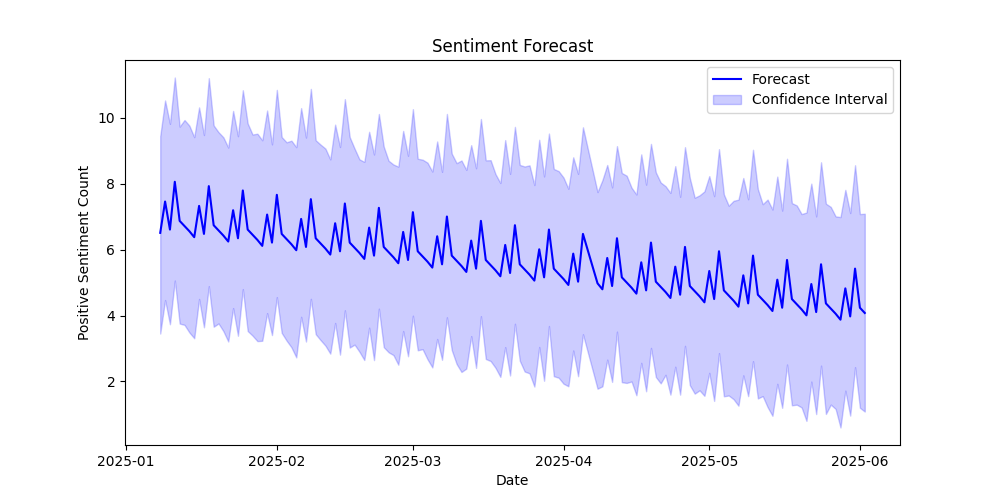 Sentiment Forecast
Forecast
Confidence Interval
Positive Sentiment Count
10
8
6
4
2
2025-01
2025-02
2025-03
2025-04
2025-05
2025-06
Date